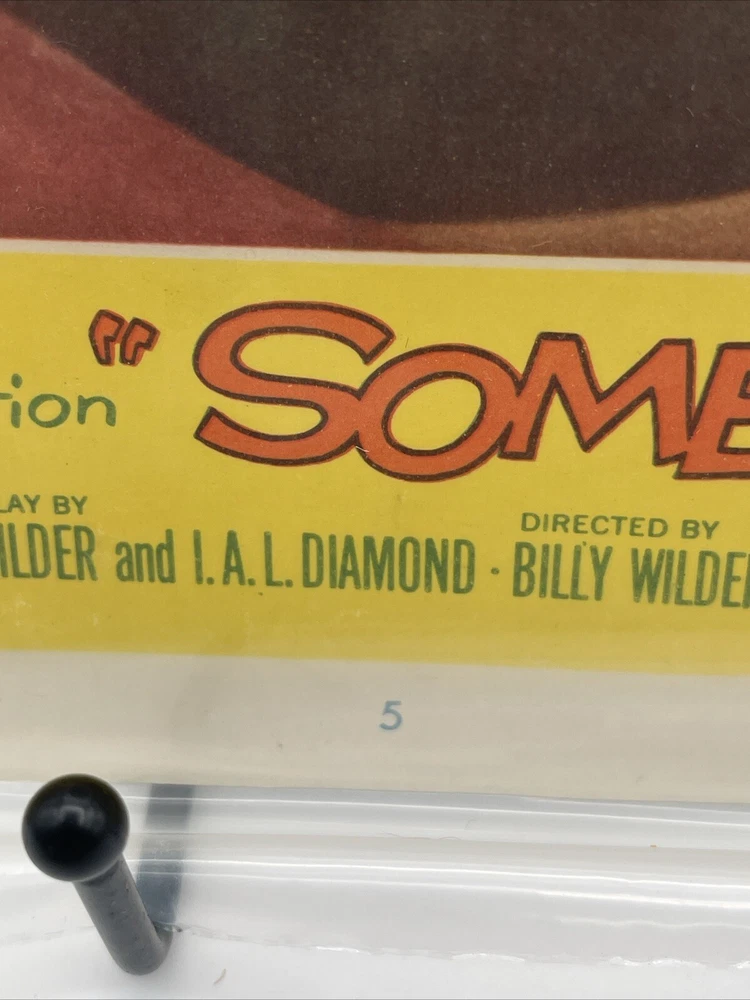 tion "SOME
LAY BY DIRECTED BY
ILDER and I.A.L. DIAMOND · BILLY WILDE
5